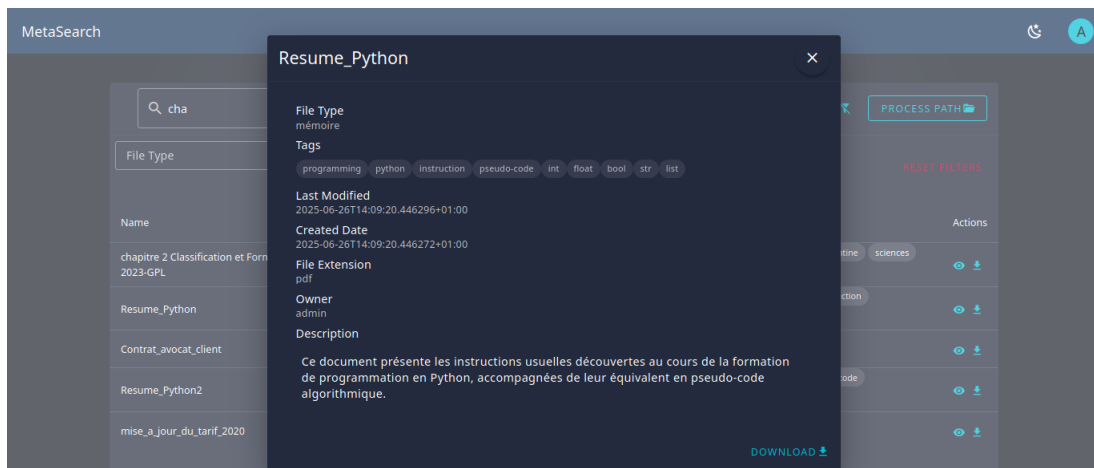 MetaSearch
A
Resume_Python
cha
PROCESS PATH
File Type
RESET FILTERS
File Type
mémoire
Tags
programming python instruction pseudo-code int float bool str list
Last Modified
2025-06-26T14:09:20.446296+01:00
Created Date
2025-06-26T14:09:20.446272+01:00
File Extension
pdf
Owner
admin
Description
Ce document présente les instructions usuelles découvertes au cours de la formation
de programmation en Python, accompagnées de leur équivalent en pseudo-code
algorithmique.
DOWNLOAD
Name
Actions
chapitre 2 Classification et Forn
2023-GPL
tine sciences
Resume_Python
ction
Contrat_avocat_client
Resume_Python2
code
mise_a_jour_du_tarif_2020